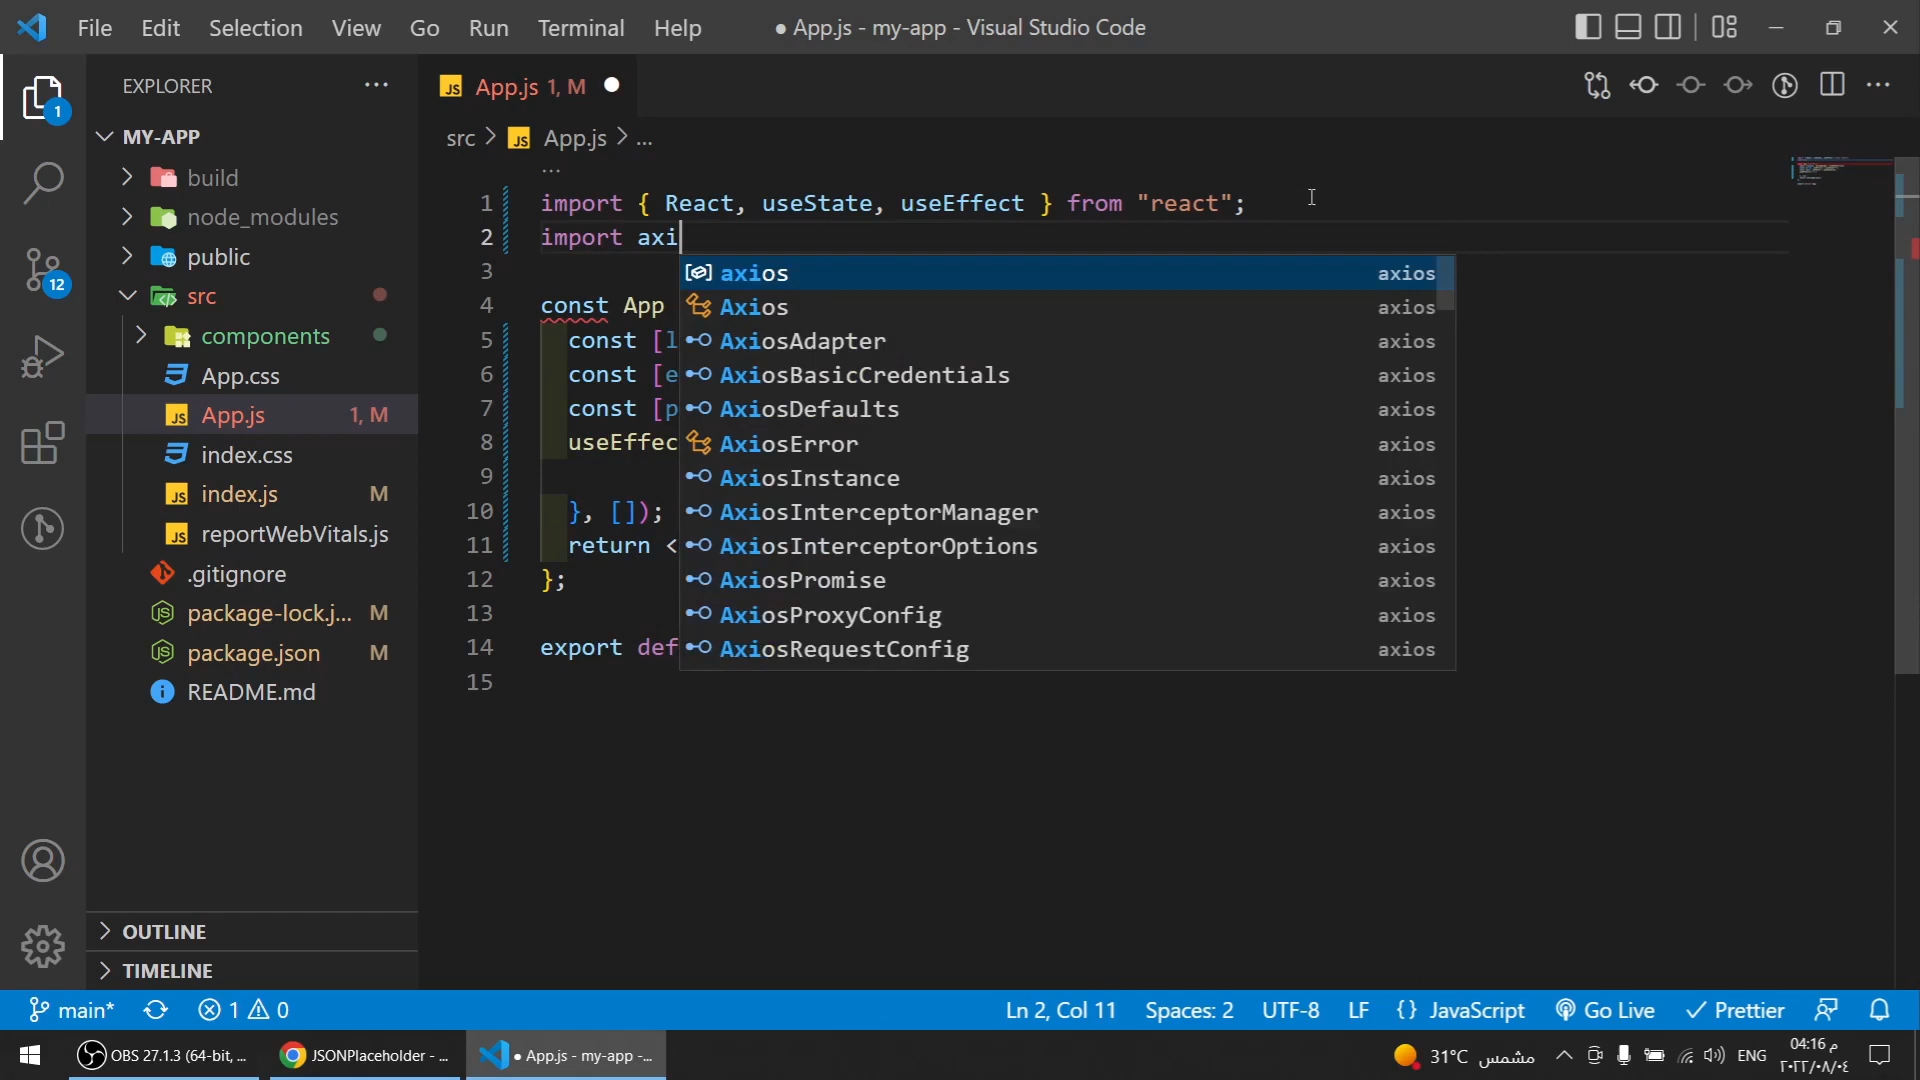 File Edit Selection View Go Run Terminal Help
● App.js - my-app - Visual Studio Code
EXPLORER
1
12
MY-APP
build
node_modules
public
src
components
App.css
App.js 1, M
index.css
index.js M
reportWebVitals.js
.gitignore
package-lock.j... M
package.json M
README.md
OUTLINE
TIMELINE
JS App.js 1, M
src > JS App.js > ...
1 import { React, useState, useEffect } from "react";
2 import axi
3
4 const App
5 const [l
6 const [e
7 const [p
8 useEffec
9
10 }, []);
11 return <
12 };
13
14 export def
15
axios axios
Axios axios
AxiosAdapter axios
AxiosBasicCredentials axios
AxiosDefaults axios
AxiosError axios
AxiosInstance axios
AxiosInterceptorManager axios
AxiosInterceptorOptions axios
AxiosPromise axios
AxiosProxyConfig axios
AxiosRequestConfig axios
main* 1 0 Ln 2, Col 11 Spaces: 2 UTF-8 LF {} JavaScript Go Live Prettier
OBS 27.1.3 (64-bit, ... JSONPlaceholder - ... ● App.js - my-app -... 31°C مشمس ENG
04:16 م
٢٠٢٢/٠٨/٠٤